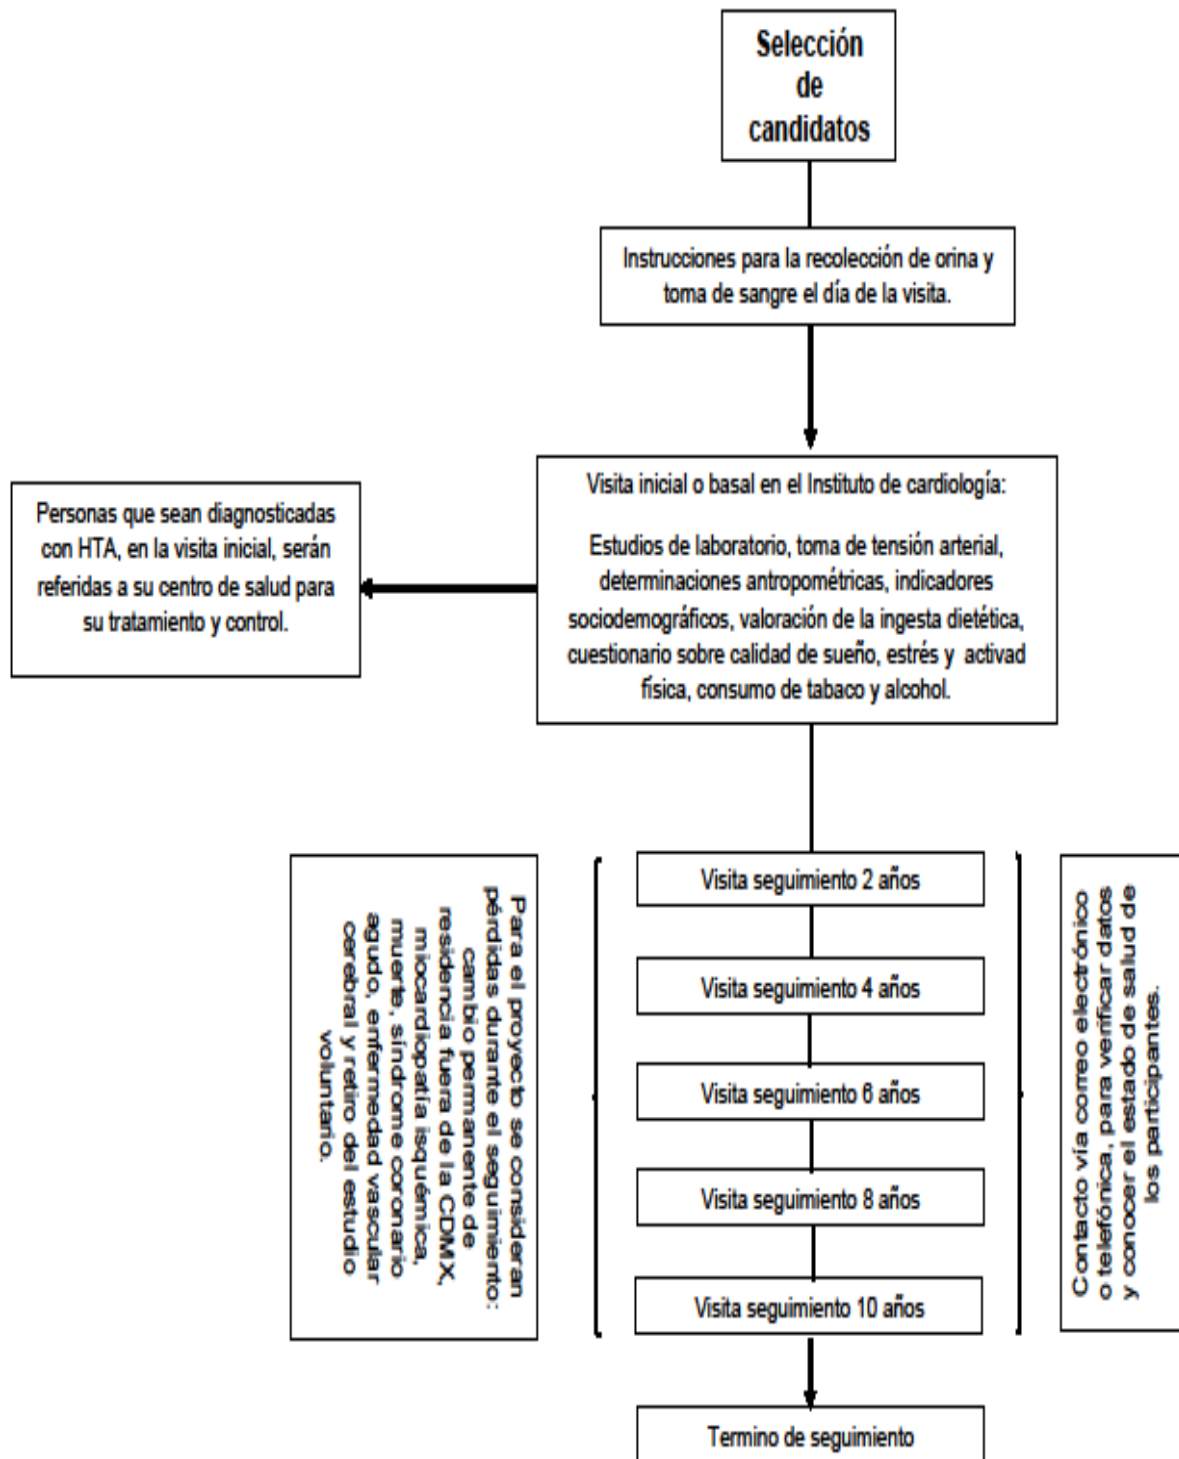 Selección
de
candidatos
Instrucciones para la recolección de orina y
toma de sangre el día de la visita.
Visita inicial o basal en el Instituto de cardiología:
Estudios de laboratorio, toma de tensión arterial,
determinaciones antropométricas, indicadores
sociodemográficos, valoración de la ingesta dietética,
cuestionario sobre calidad de sueño, estrés y activad
física, consumo de tabaco y alcohol.
Personas que sean diagnosticadas
con HTA, en la visita inicial, serán
referidas a su centro de salud para
su tratamiento y control.
Para el proyecto se consideran
pérdidas durante el seguimiento:
cambio permanente de
residencia fuera de la CDMX,
miocardiopatía isquémica,
muerte, síndrome coronario
agudo, enfermedad vascular
cerebral y retiro del estudio
voluntario.
Visita seguimiento 2 años
Visita seguimiento 4 años
Visita seguimiento 6 años
Visita seguimiento 8 años
Visita seguimiento 10 años
Contacto vía correo electrónico
o telefónica, para verificar datos
y conocer el estado de salud de
los participantes.
Termino de seguimiento